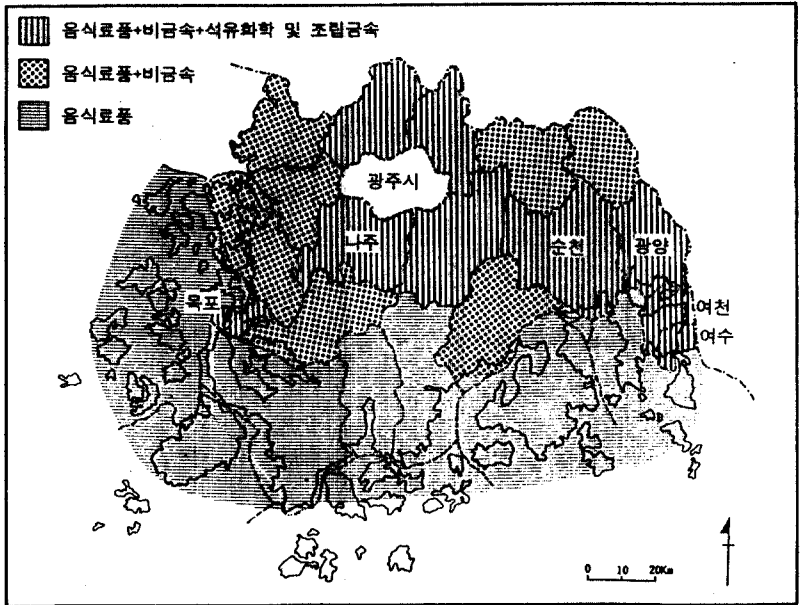 음식료품+비금속+석유화학 및 조립금속
음식료품+비금속
음식료품
광주시
나주
순천
광양
목포
여천
여수
0 10 20Km